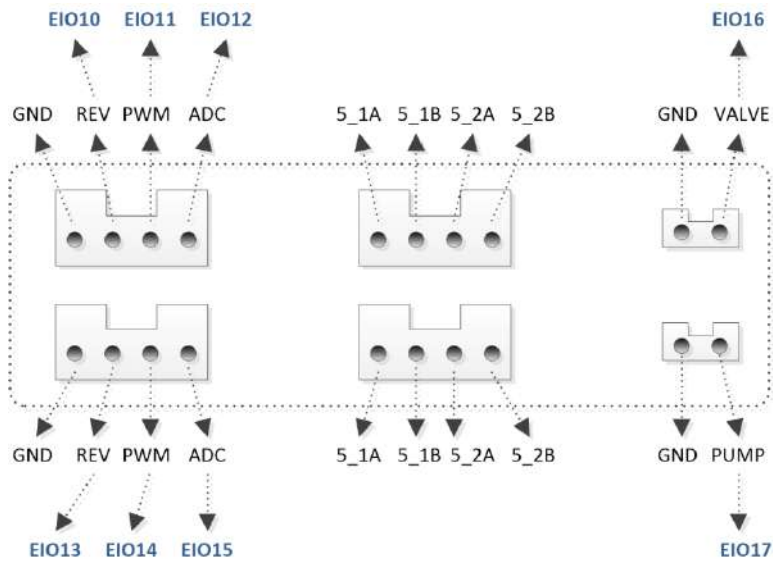 EIO10 EIO11 EIO12 EIO16
GND REV PWM ADC 5_1A 5_1B 5_2A 5_2B GND VALVE
GND REV PWM ADC 5_1A 5_1B 5_2A 5_2B GND PUMP
EIO13 EIO14 EIO15 EIO17